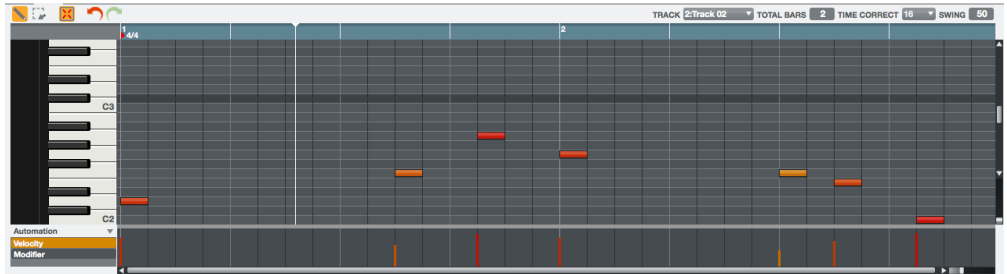 TRACK 2:Track 02 TOTAL BARS 2 TIME CORRECT 16 SWING 50
1 2
4/4
C3
C2
Automation
Velocity
Modifier